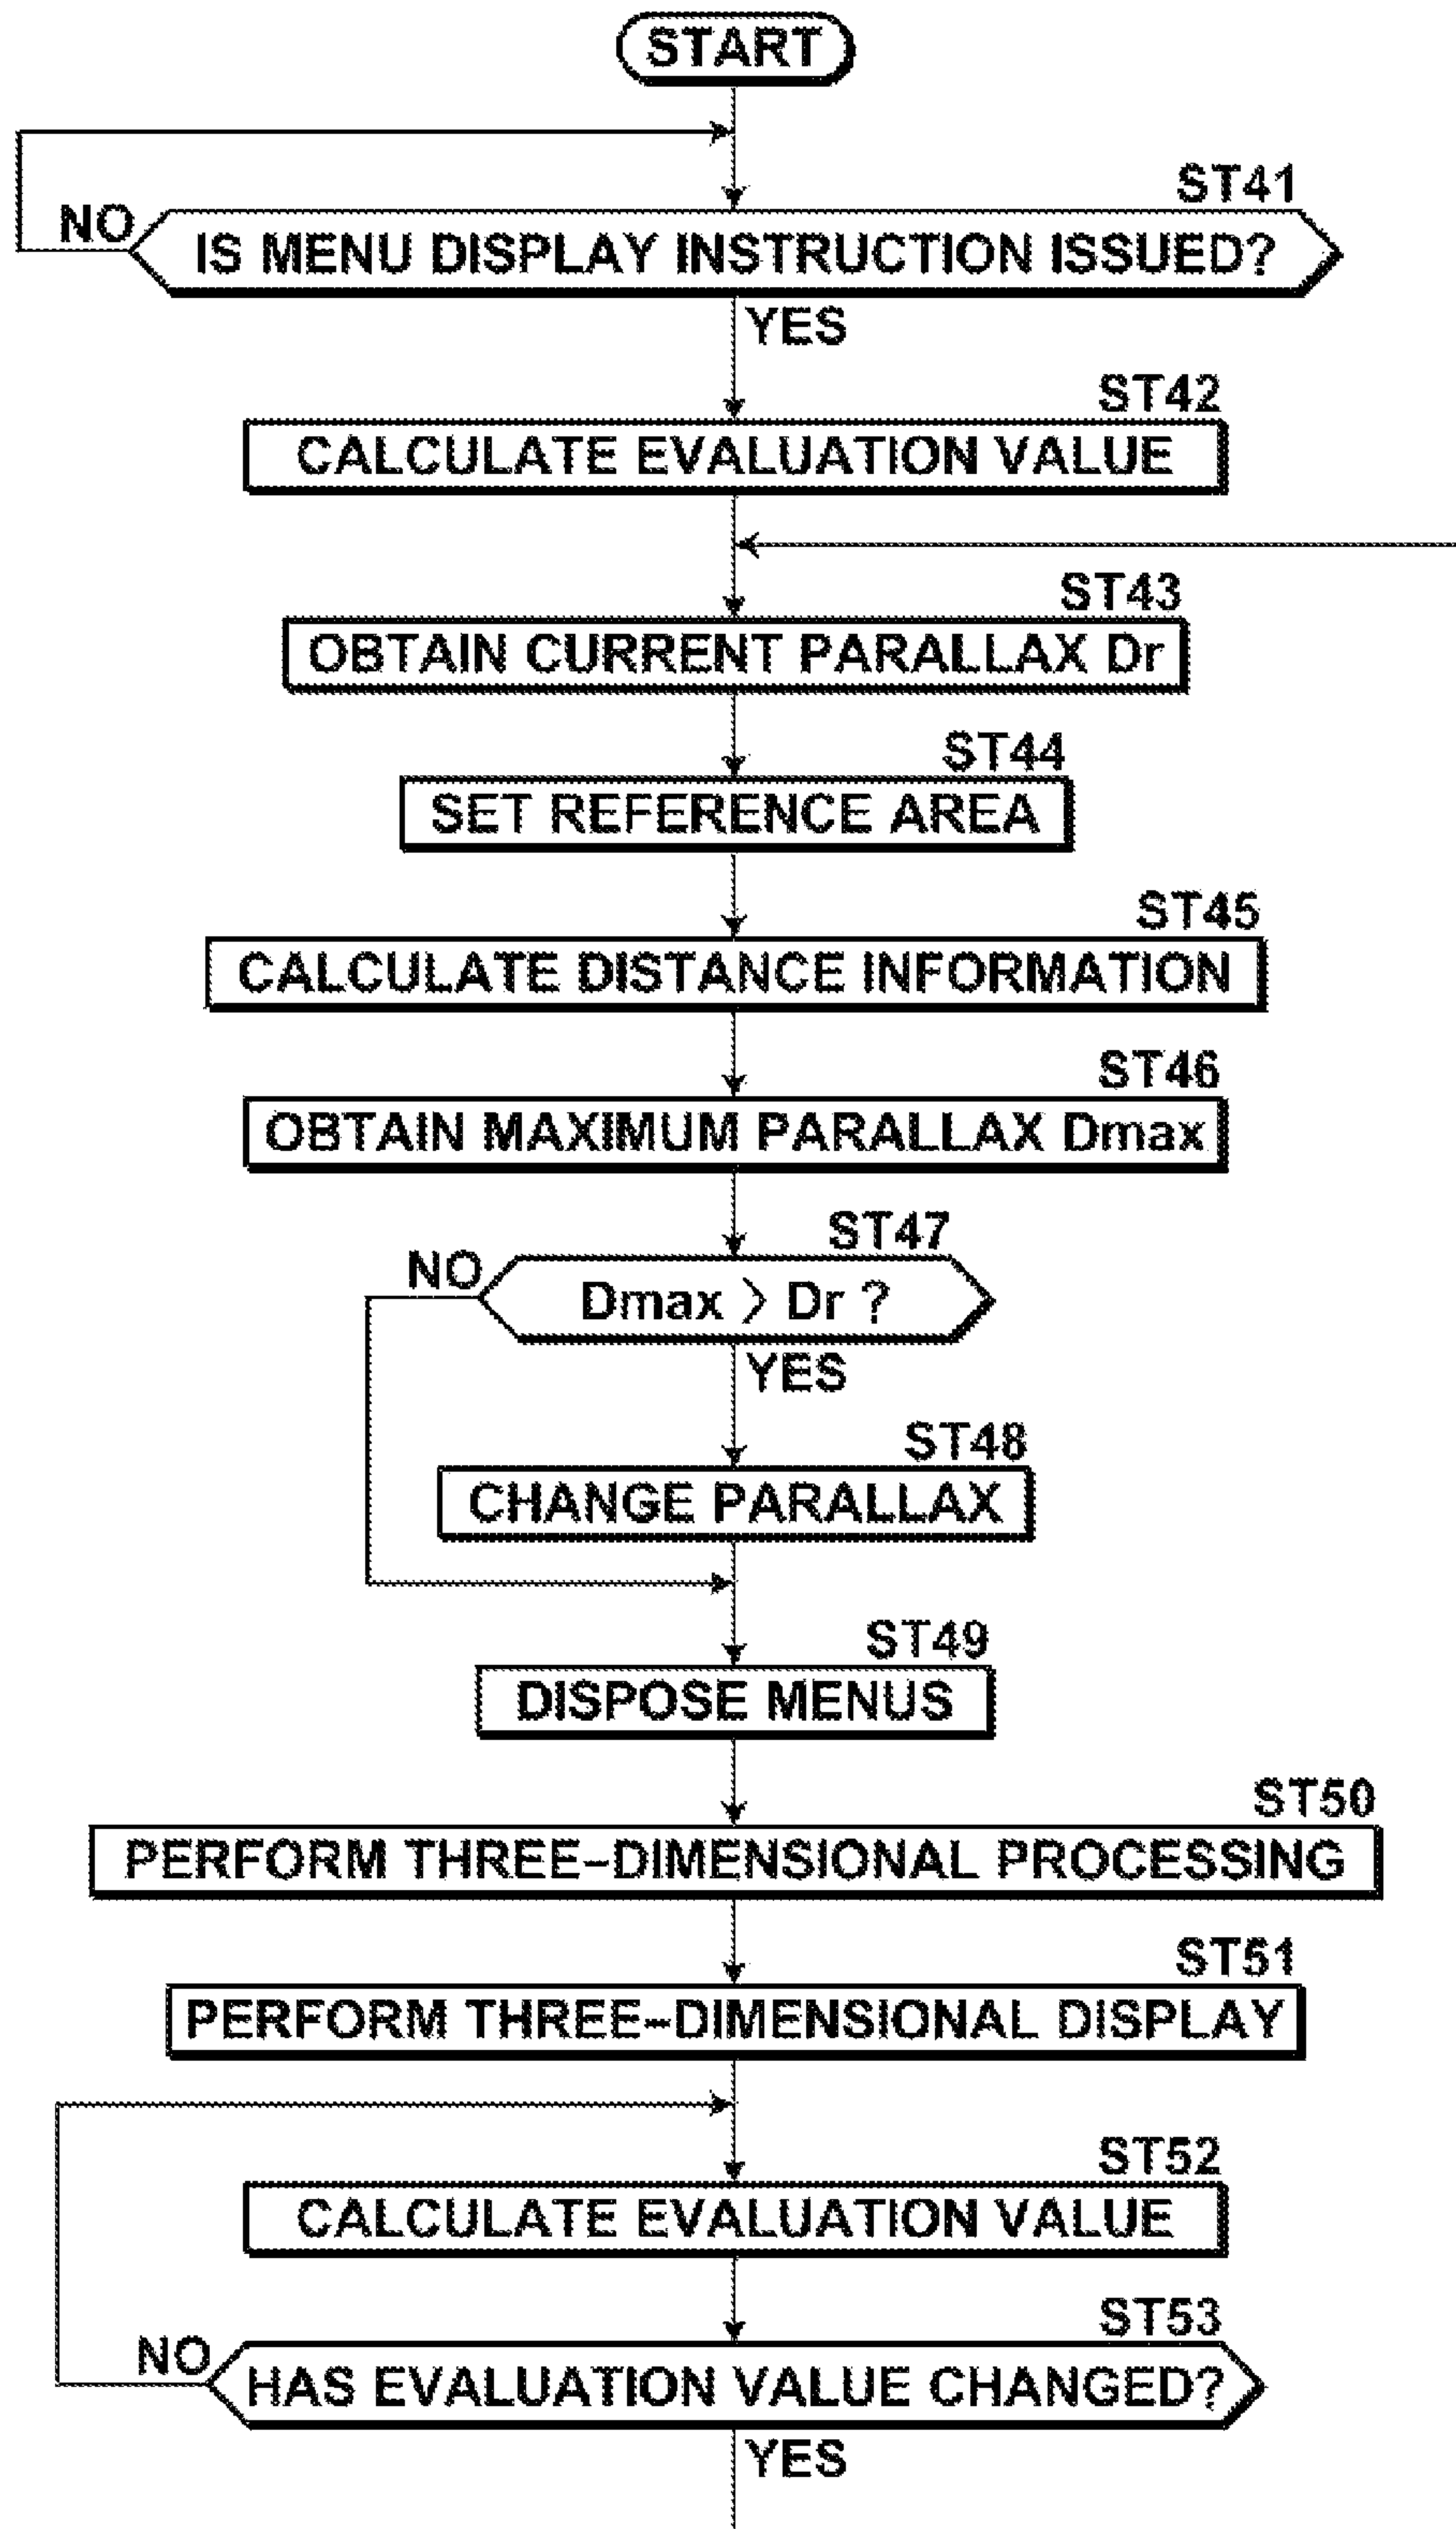 START
ST41
NO
IS MENU DISPLAY INSTRUCTION ISSUED?
YES
ST42
CALCULATE EVALUATION VALUE
ST43
OBTAIN CURRENT PARALLAX Dr
ST44
SET REFERENCE AREA
ST45
CALCULATE DISTANCE INFORMATION
ST46
OBTAIN MAXIMUM PARALLAX Dmax
ST47
NO
Dmax > Dr ?
YES
ST48
CHANGE PARALLAX
ST49
DISPOSE MENUS
ST50
PERFORM THREE-DIMENSIONAL PROCESSING
ST51
PERFORM THREE-DIMENSIONAL DISPLAY
ST52
CALCULATE EVALUATION VALUE
ST53
NO
HAS EVALUATION VALUE CHANGED?
YES